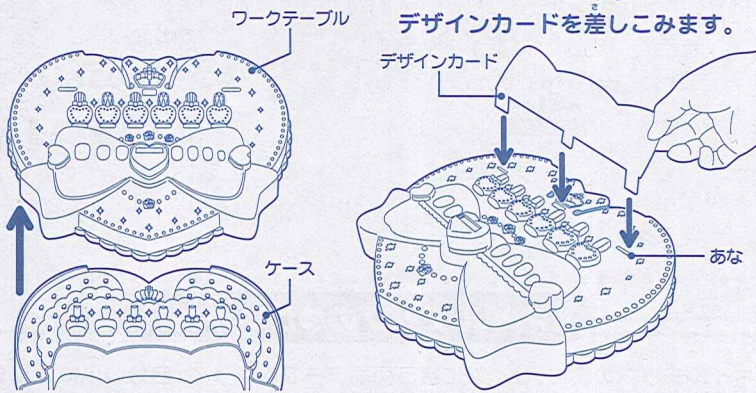 ワークテーブル
ケース
デザインカードを差しこみます。
さ
デザインカード
あな